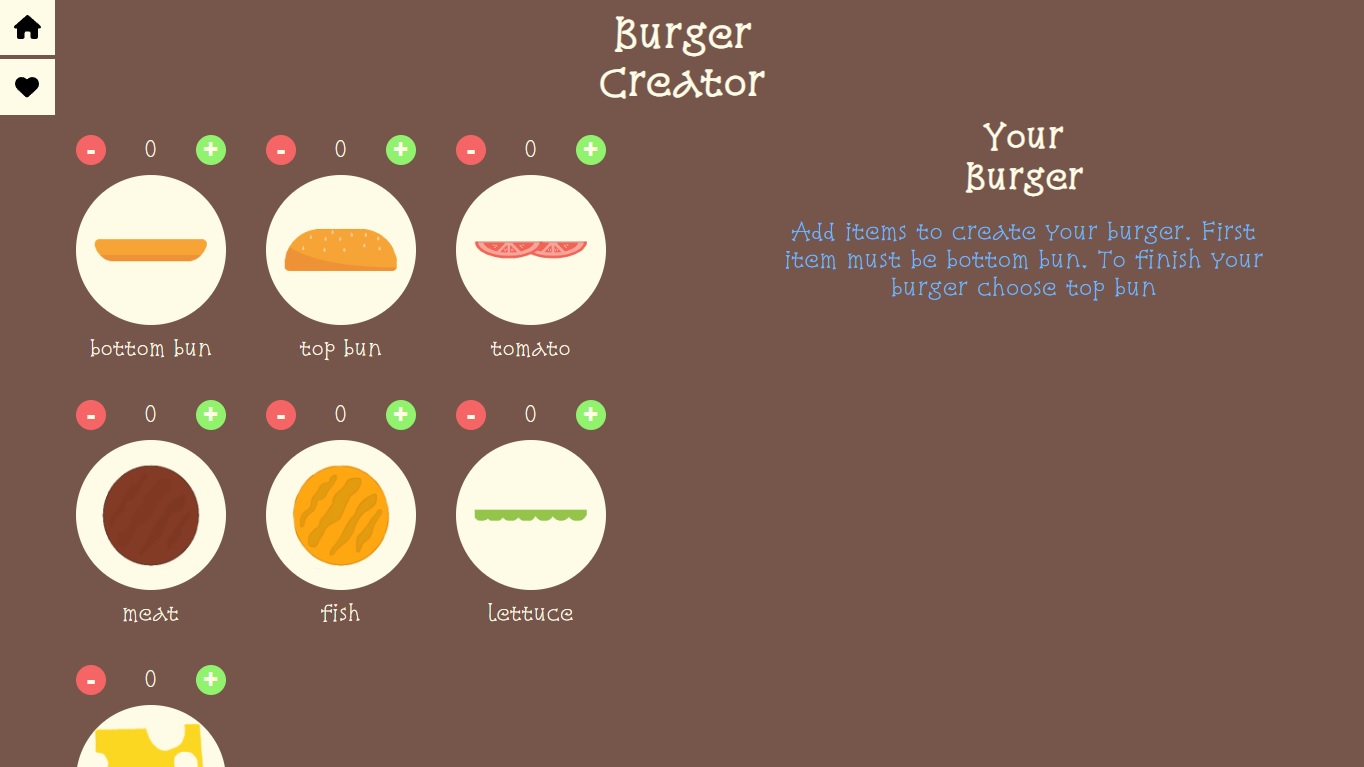 Burger
Creator
- 0 + - 0 + - 0 +
bottom bun top bun tomato
- 0 + - 0 + - 0 +
meat fish lettuce
- 0 +
Your
Burger
Add items to create Your burger. First
item must be bottom bun. To finish Your
burger choose top bun